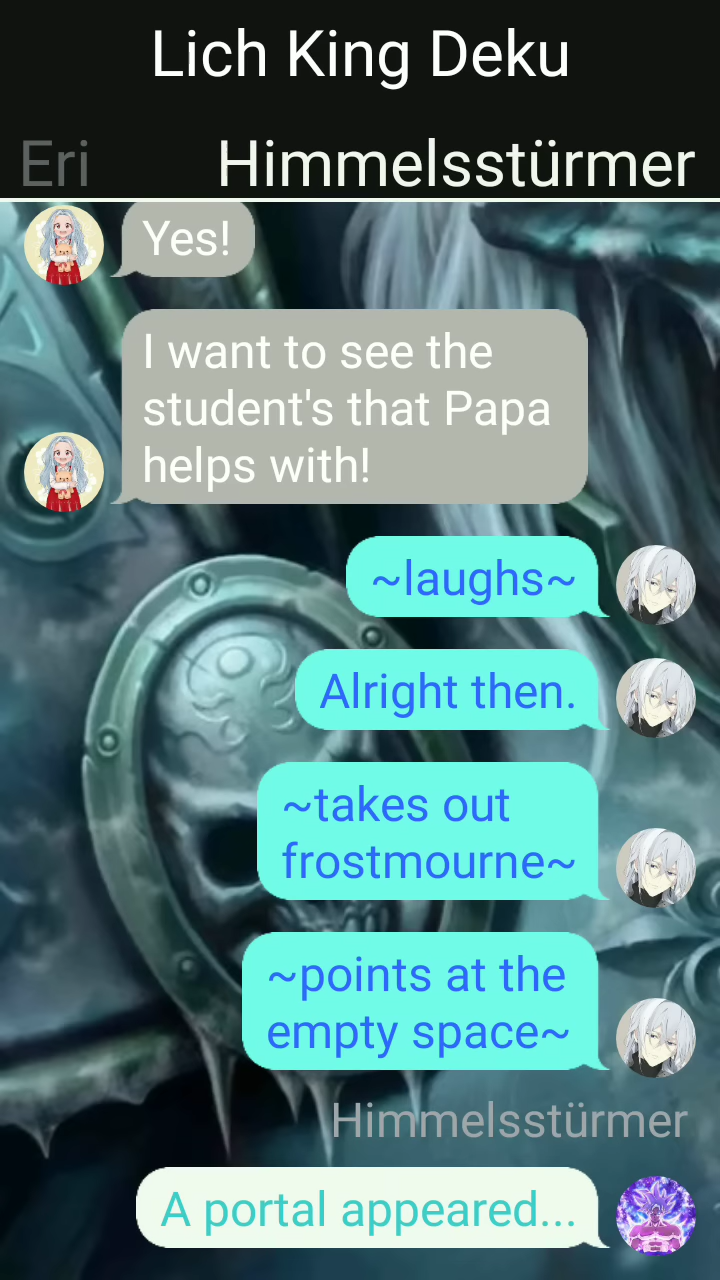 Lich King Deku
Eri
Himmelsstürmer
Yes!
I want to see the
student's that Papa
helps with!
~laughs~
Alright then.
~takes out
frostmourne~
~points at the
empty space~
Himmelsstürmer
A portal appeared...